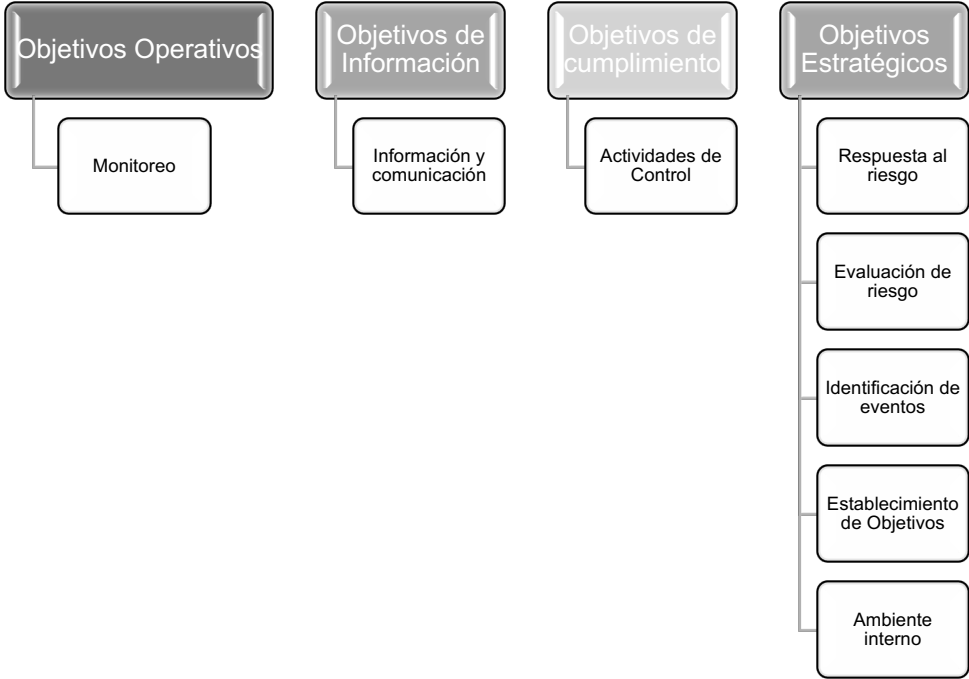 Objetivos Operativos
Monitoreo
Objetivos de
Información
Información y
comunicación
Objetivos de
cumplimiento
Actividades de
Control
Objetivos
Estratégicos
Respuesta al
riesgo
Evaluación de
riesgo
Identificación de
eventos
Establecimiento
de Objetivos
Ambiente
interno